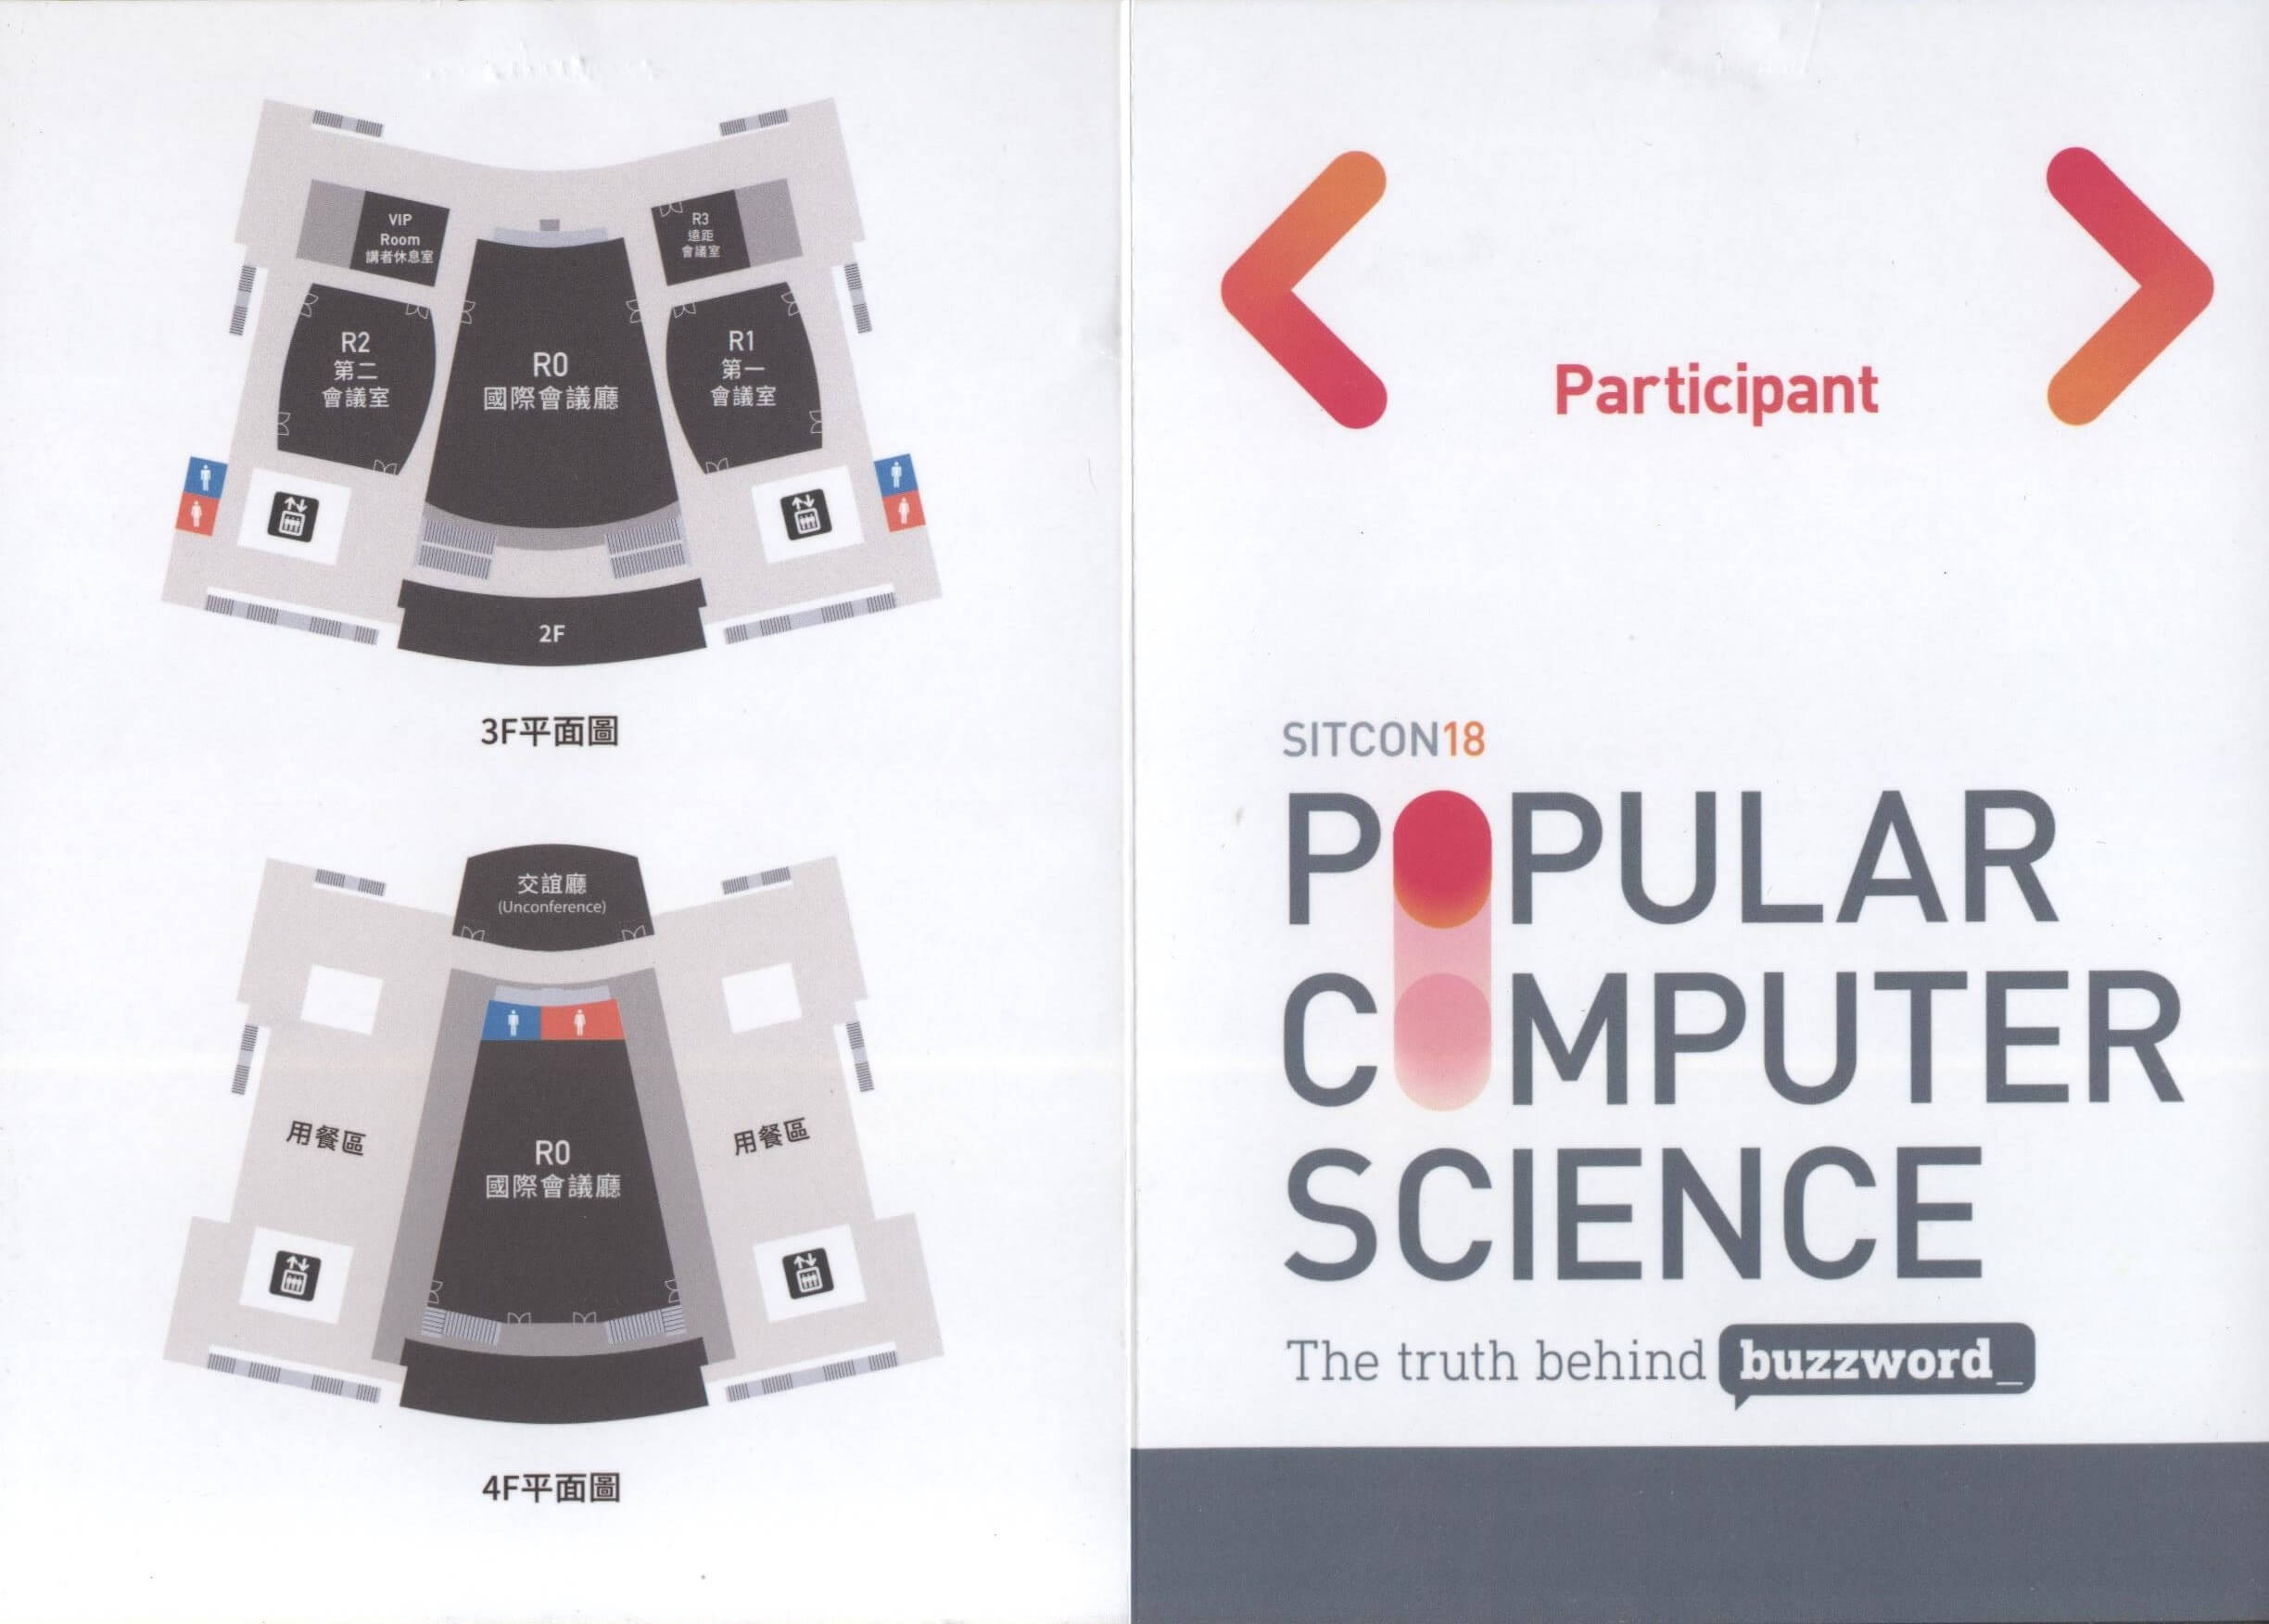 VIP
Room
講者休息室
R3
遠距
會議室
R2
第二
會議室
R0
國際會議廳
R1
第一
會議室
2F
3F平面圖
交誼廳
(Unconference)
用餐區
用餐區
R0
國際會議廳
4F平面圖
Participant
SITCON18
POPULAR
COMPUTER
SCIENCE
The truth behind buzzword_